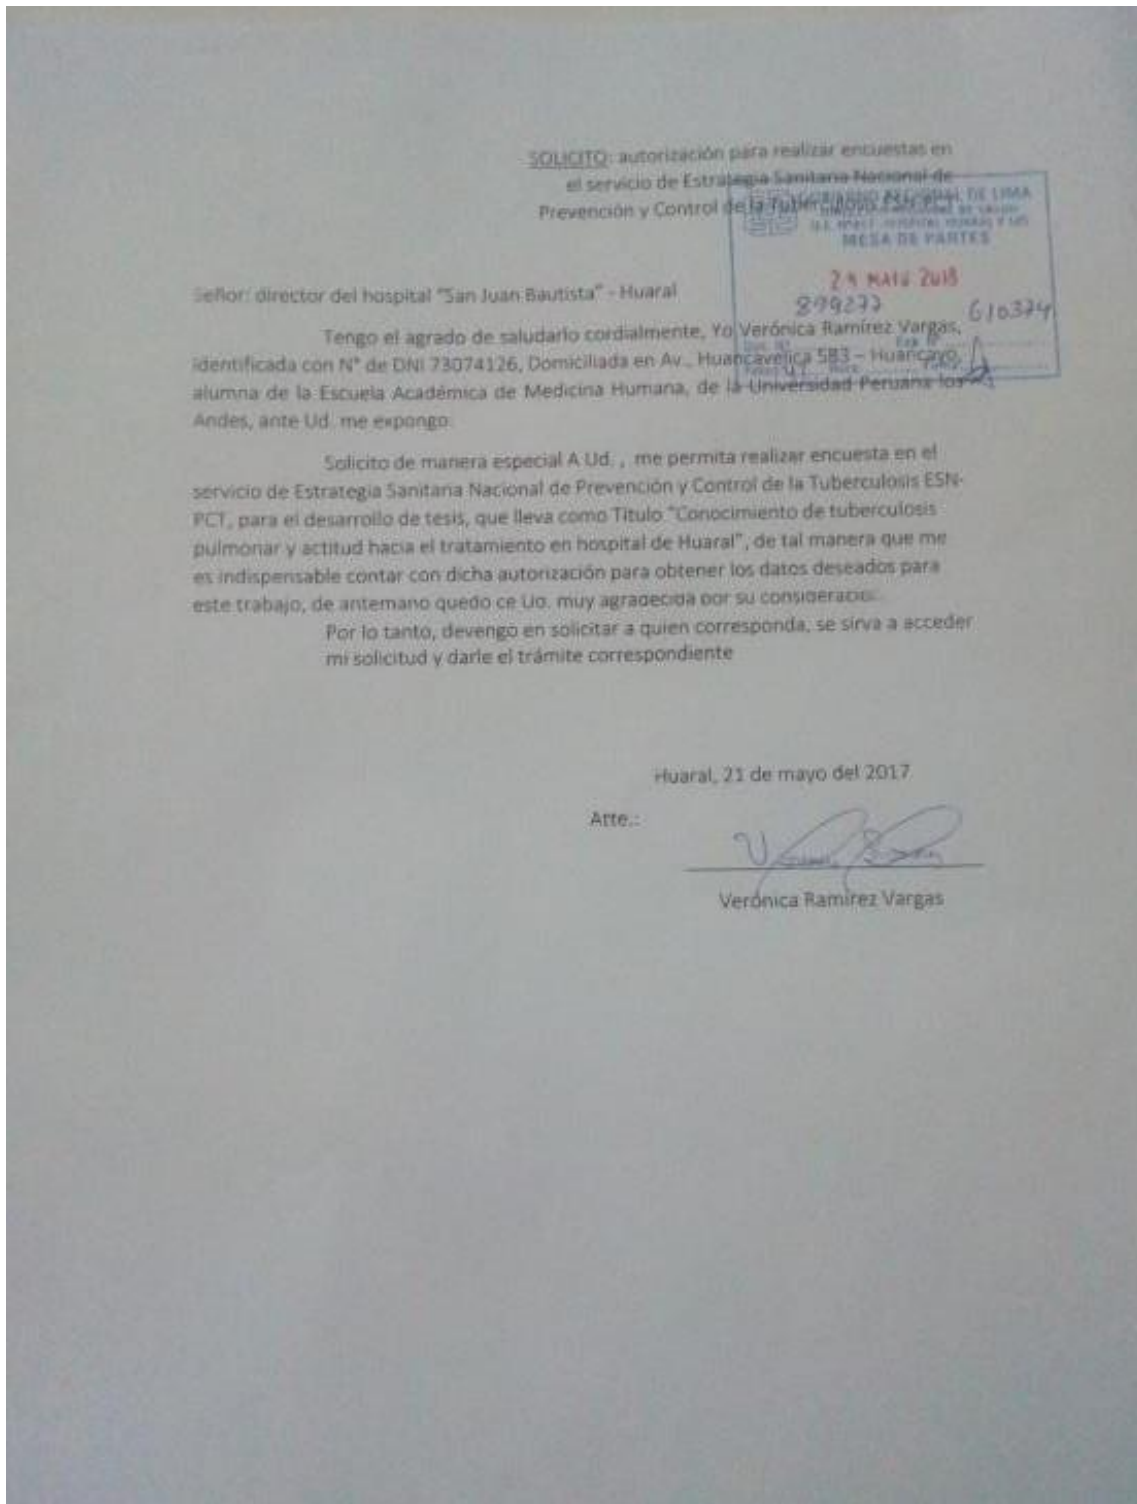 SOLICITO: autorización para realizar encuestas en
el servicio de Estrategia Sanitaria Nacional de
Prevención y Control de la Tuberculosis ESN-PCT
GOBIERNO REGIONAL DE LIMA
MESA DE PARTES
29 MAYO 2018
899277 610374
Señor: director del hospital "San Juan Bautista" - Huaral
Tengo el agrado de saludarlo cordialmente, Yo Verónica Ramírez Vargas,
identificada con N° de DNI 73074126, Domiciliada en Av., Huancavelica 583 – Huancayo,
alumna de la Escuela Académica de Medicina Humana, de la Universidad Peruana los
Andes, ante Ud. me expongo:
Solicito de manera especial A Ud. , me permita realizar encuesta en el
servicio de Estrategia Sanitaria Nacional de Prevención y Control de la Tuberculosis ESN-
PCT, para el desarrollo de tesis, que lleva como Titulo "Conocimiento de tuberculosis
pulmonar y actitud hacia el tratamiento en hospital de Huaral", de tal manera que me
es indispensable contar con dicha autorización para obtener los datos deseados para
este trabajo, de antemano quedo de Ud. muy agradecida por su consideración.
Por lo tanto, devengo en solicitar a quien corresponda, se sirva a acceder
mi solicitud y darle el trámite correspondiente
Huaral, 21 de mayo del 2017
Atte.:
Verónica Ramírez Vargas